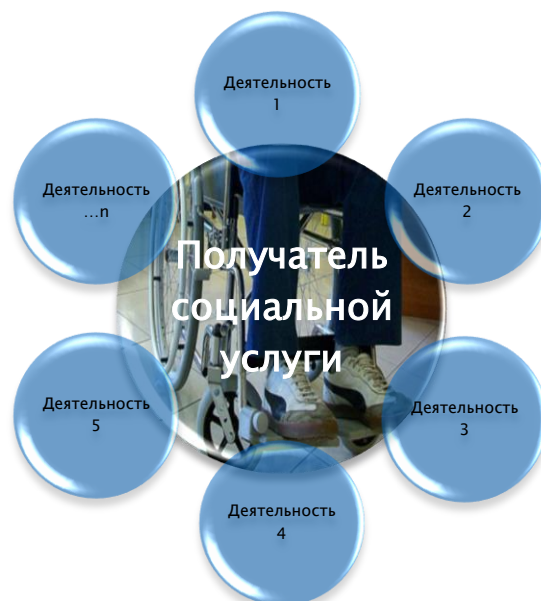 Деятельность
1
Деятельность
...n
Деятельность
2
Получатель
социальной
услуги
Деятельность
5
Деятельность
3
Деятельность
4